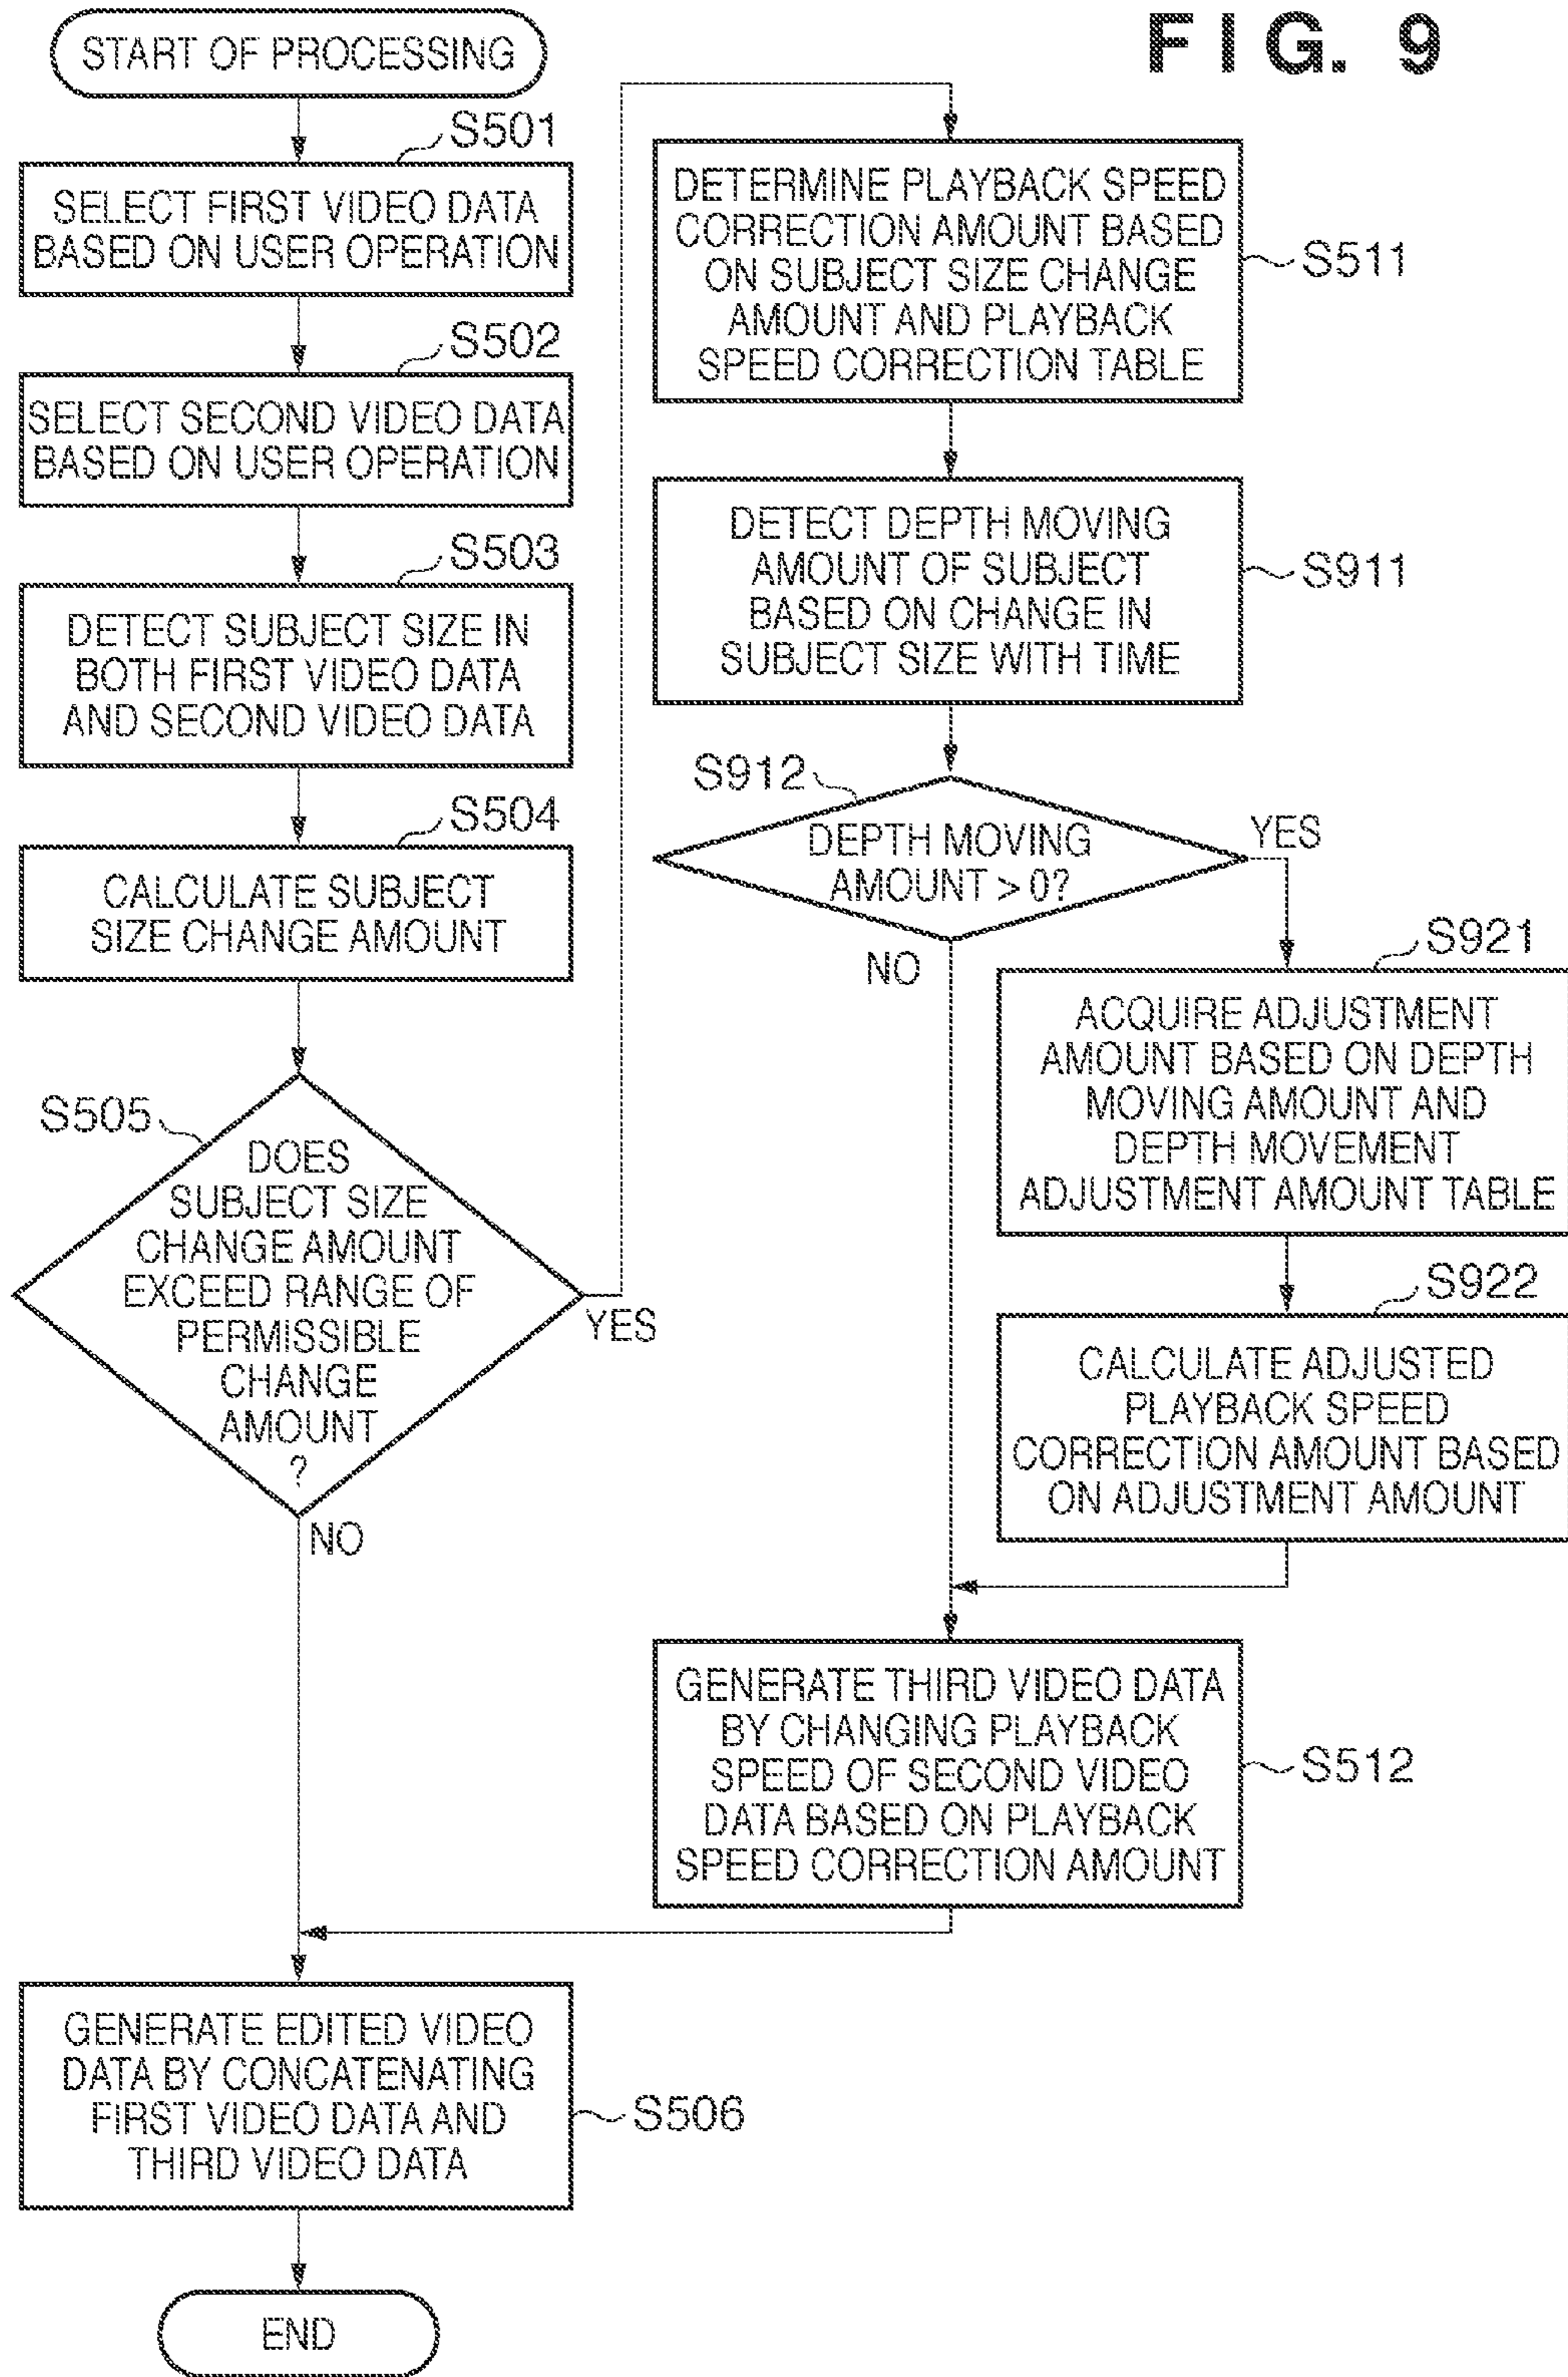 FIG. 9
START OF PROCESSING
S501
SELECT FIRST VIDEO DATA
BASED ON USER OPERATION
S502
SELECT SECOND VIDEO DATA
BASED ON USER OPERATION
S503
DETECT SUBJECT SIZE IN
BOTH FIRST VIDEO DATA
AND SECOND VIDEO DATA
S504
CALCULATE SUBJECT
SIZE CHANGE AMOUNT
S505
DOES
SUBJECT SIZE
CHANGE AMOUNT
EXCEED RANGE OF
PERMISSIBLE
CHANGE
AMOUNT
?
YES
NO
DETERMINE PLAYBACK SPEED
CORRECTION AMOUNT BASED
ON SUBJECT SIZE CHANGE
AMOUNT AND PLAYBACK
SPEED CORRECTION TABLE
S511
DETECT DEPTH MOVING
AMOUNT OF SUBJECT
BASED ON CHANGE IN
SUBJECT SIZE WITH TIME
S911
S912
DEPTH MOVING
AMOUNT > 0?
YES
NO
S921
ACQUIRE ADJUSTMENT
AMOUNT BASED ON DEPTH
MOVING AMOUNT AND
DEPTH MOVEMENT
ADJUSTMENT AMOUNT TABLE
S922
CALCULATE ADJUSTED
PLAYBACK SPEED
CORRECTION AMOUNT BASED
ON ADJUSTMENT AMOUNT
GENERATE THIRD VIDEO DATA
BY CHANGING PLAYBACK
SPEED OF SECOND VIDEO
DATA BASED ON PLAYBACK
SPEED CORRECTION AMOUNT
S512
GENERATE EDITED VIDEO
DATA BY CONCATENATING
FIRST VIDEO DATA AND
THIRD VIDEO DATA
S506
END